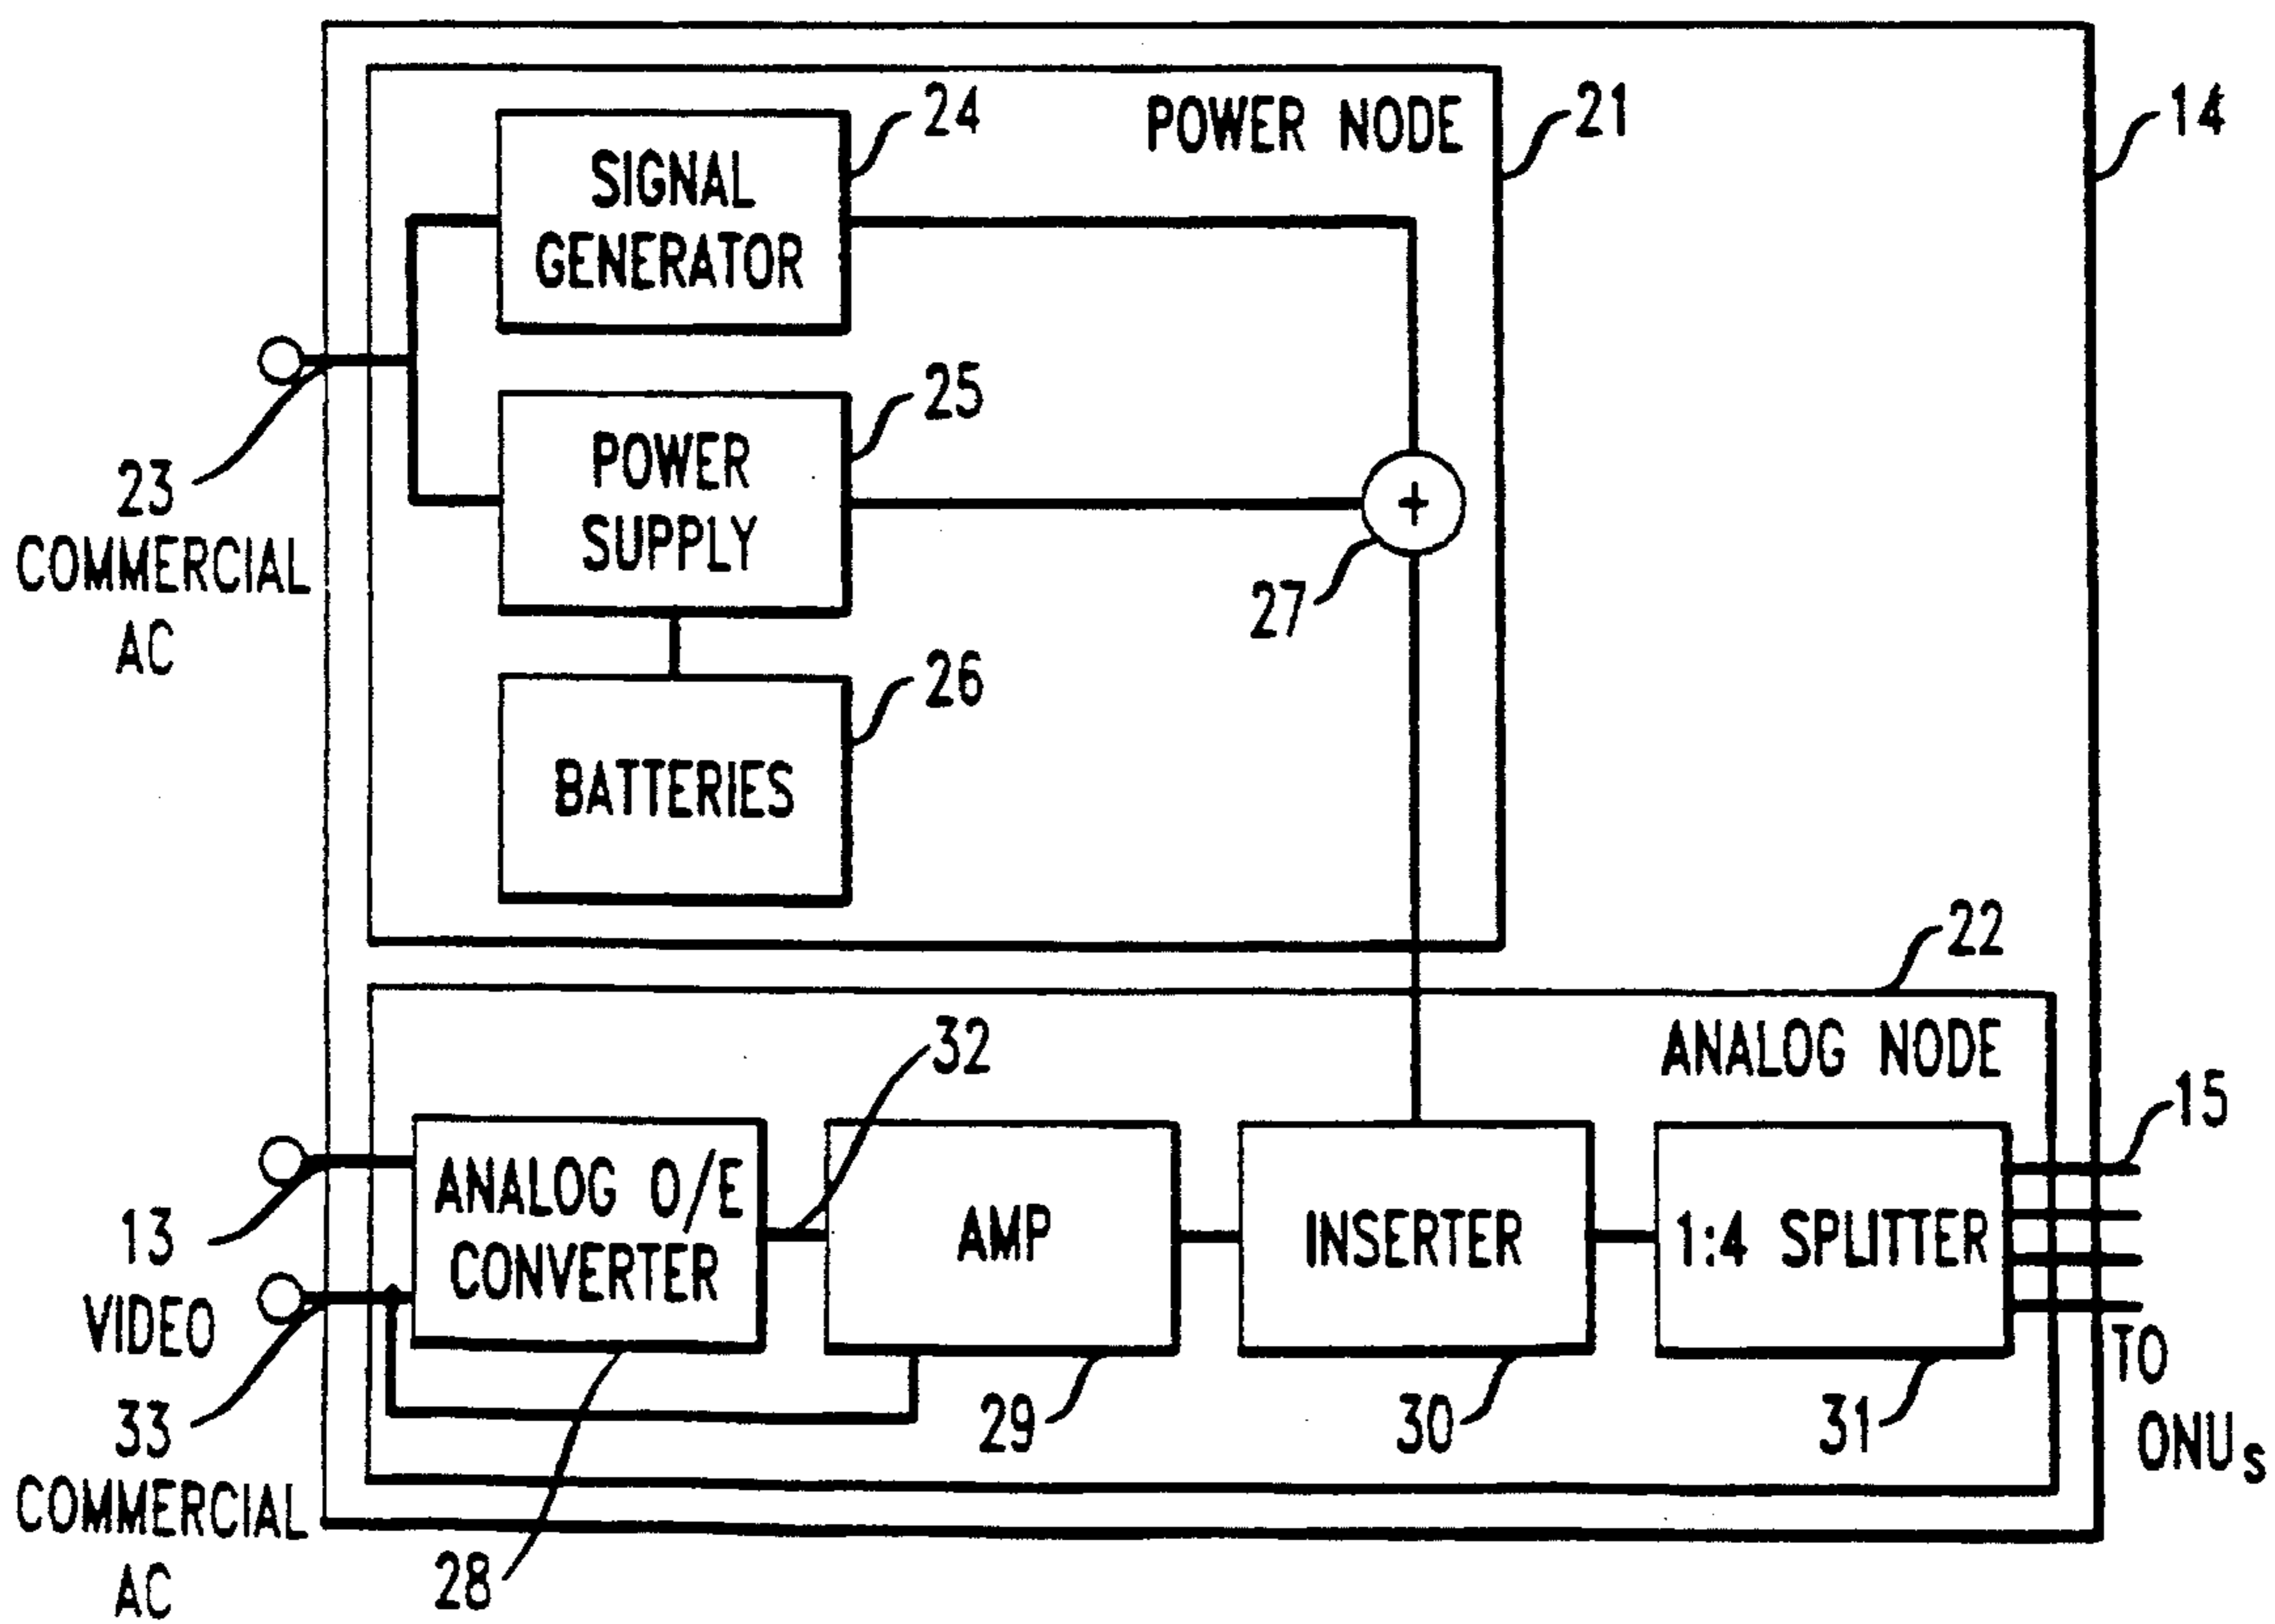 24
POWER NODE
21
14
SIGNAL
GENERATOR
23
COMMERCIAL
AC
25
POWER
SUPPLY
+
27
26
BATTERIES
22
ANALOG NODE
32
15
13
VIDEO
33
COMMERCIAL
AC
ANALOG O/E
CONVERTER
AMP
INSERTER
1:4 SPLITTER
28
29
30
31
TO
ONUs